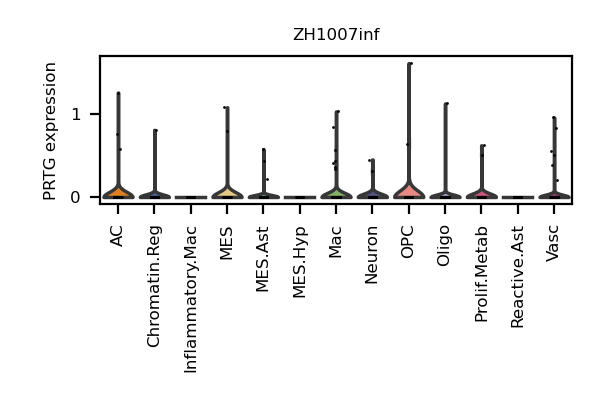 ZH1007inf
PRTG expression
1
0
AC
Chromatin.Reg
Inflammatory.Mac
MES
MES.Ast
MES.Hyp
Mac
Neuron
OPC
Oligo
Prolif.Metab
Reactive.Ast
Vasc